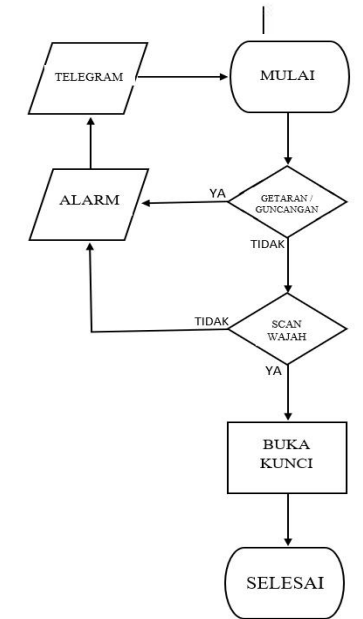 TELEGRAM
MULAI
ALARM
YA
GETARAN /
GUNCANGAN
TIDAK
TIDAK
SCAN
WAJAH
YA
BUKA
KUNCI
SELESAI